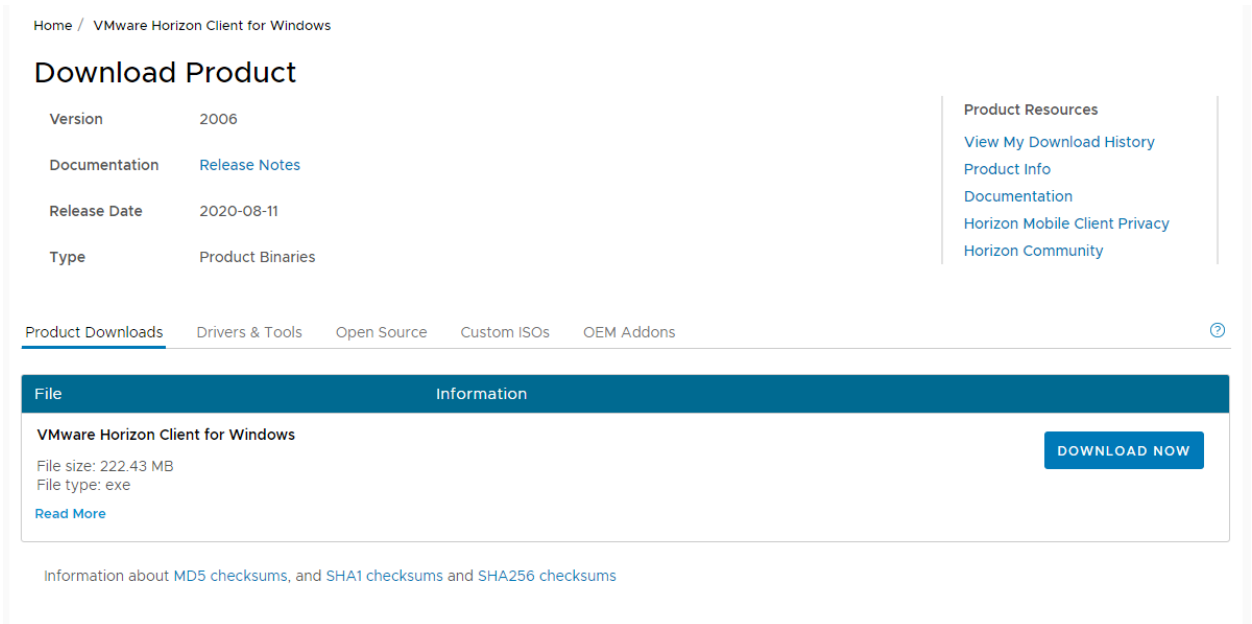 Home / VMware Horizon Client for Windows
Download Product
Version 2006
Documentation Release Notes
Release Date 2020-08-11
Type Product Binaries
Product Resources
View My Download History
Product Info
Documentation
Horizon Mobile Client Privacy
Horizon Community
Product Downloads Drivers & Tools Open Source Custom ISOs OEM Addons ?
File Information
VMware Horizon Client for Windows
File size: 222.43 MB
File type: exe
Read More
DOWNLOAD NOW
Information about MD5 checksums, and SHA1 checksums and SHA256 checksums